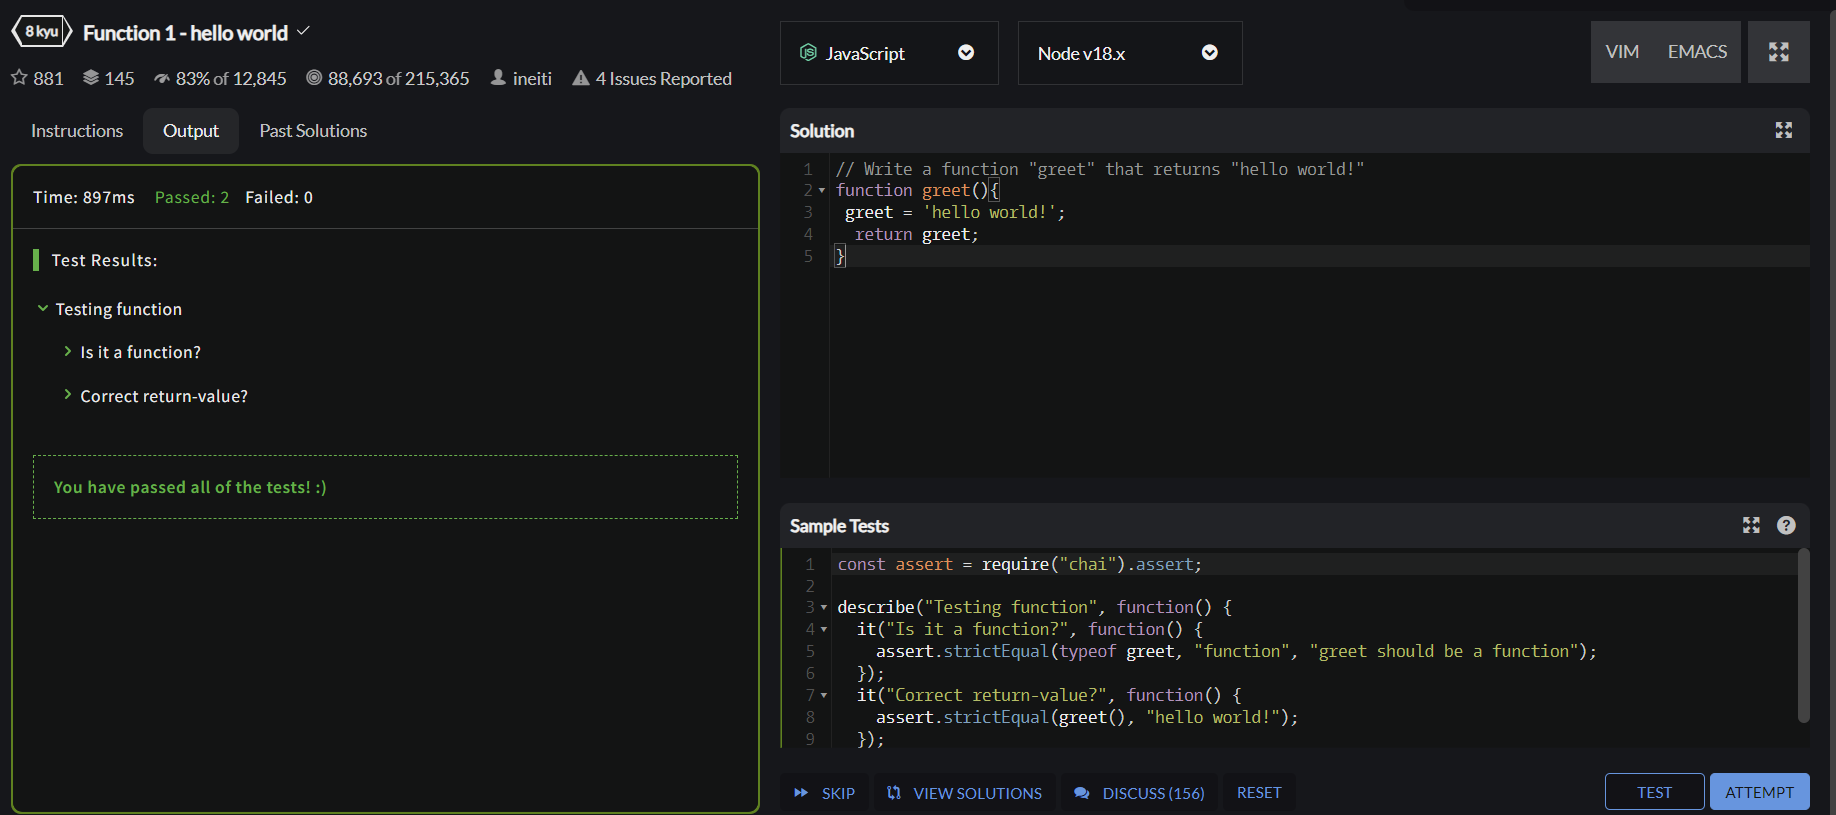 8 kyu Function 1 - hello world
881 145 83% of 12,845 88,693 of 215,365 ineiti 4 Issues Reported
Instructions Output Past Solutions
Time: 897ms Passed: 2 Failed: 0
Test Results:
Testing function
Is it a function?
Correct return-value?
You have passed all of the tests! :)
JavaScript Node v18.x VIM EMACS
Solution
1 // Write a function "greet" that returns "hello world!"
2 function greet(){
3 greet = 'hello world!';
4 return greet;
5 }
Sample Tests
1 const assert = require("chai").assert;
2
3 describe("Testing function", function() {
4 it("Is it a function?", function() {
5 assert.strictEqual(typeof greet, "function", "greet should be a function");
6 });
7 it("Correct return-value?", function() {
8 assert.strictEqual(greet(), "hello world!");
9 });
SKIP VIEW SOLUTIONS DISCUSS (156) RESET TEST ATTEMPT